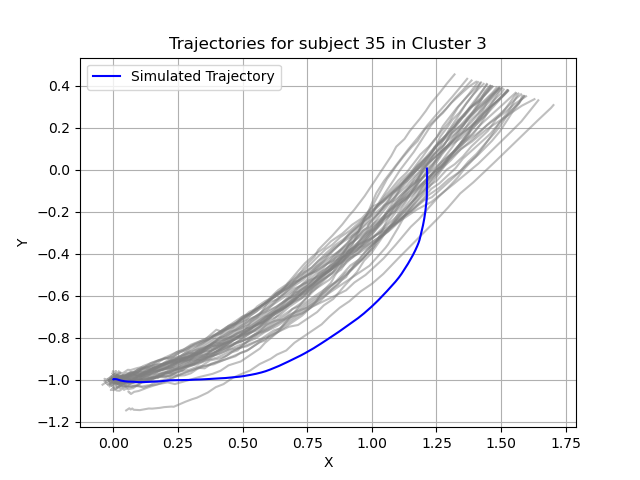 Trajectories for subject 35 in Cluster 3
Simulated Trajectory
0.4
0.2
0.0
−0.2
−0.4
−0.6
−0.8
−1.0
−1.2
Y
0.00 0.25 0.50 0.75 1.00 1.25 1.50 1.75
X